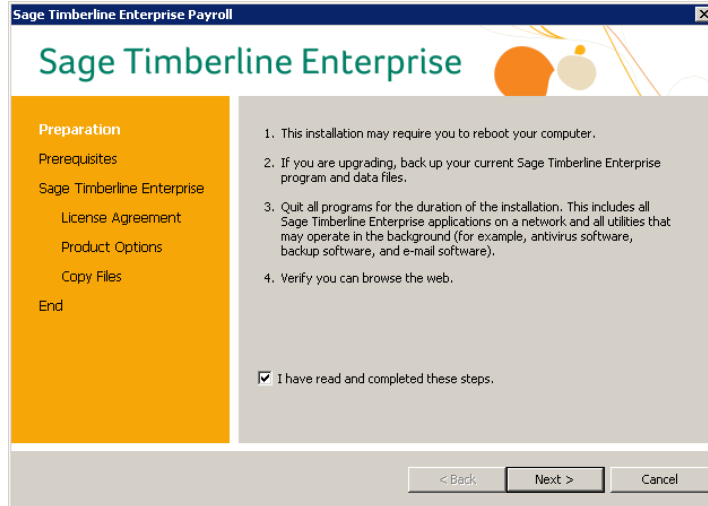 Sage Timberline Enterprise Payroll
Sage Timberline Enterprise
Preparation
Prerequisites
Sage Timberline Enterprise
License Agreement
Product Options
Copy Files
End
1. This installation may require you to reboot your computer.
2. If you are upgrading, back up your current Sage Timberline Enterprise
program and data files.
3. Quit all programs for the duration of the installation. This includes all
Sage Timberline Enterprise applications on a network and all utilities that
may operate in the background (for example, antivirus software,
backup software, and e-mail software).
4. Verify you can browse the web.
I have read and completed these steps.
< Back
Next >
Cancel